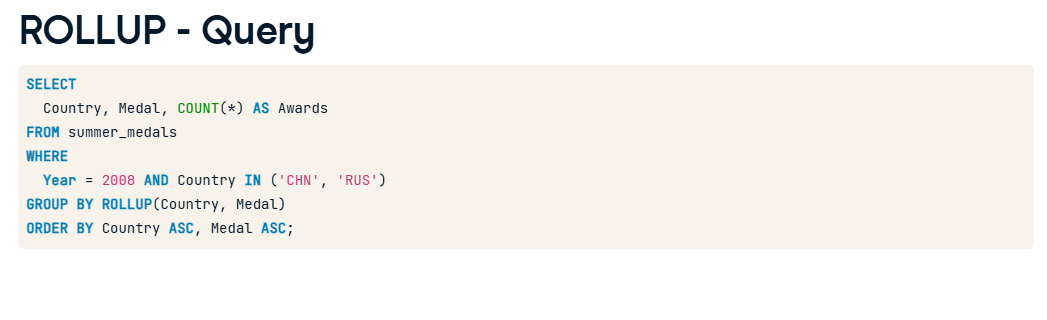 ROLLUP - Query
SELECT
  Country, Medal, COUNT(*) AS Awards
FROM summer_medals
WHERE
  Year = 2008 AND Country IN ('CHN', 'RUS')
GROUP BY ROLLUP(Country, Medal)
ORDER BY Country ASC, Medal ASC;